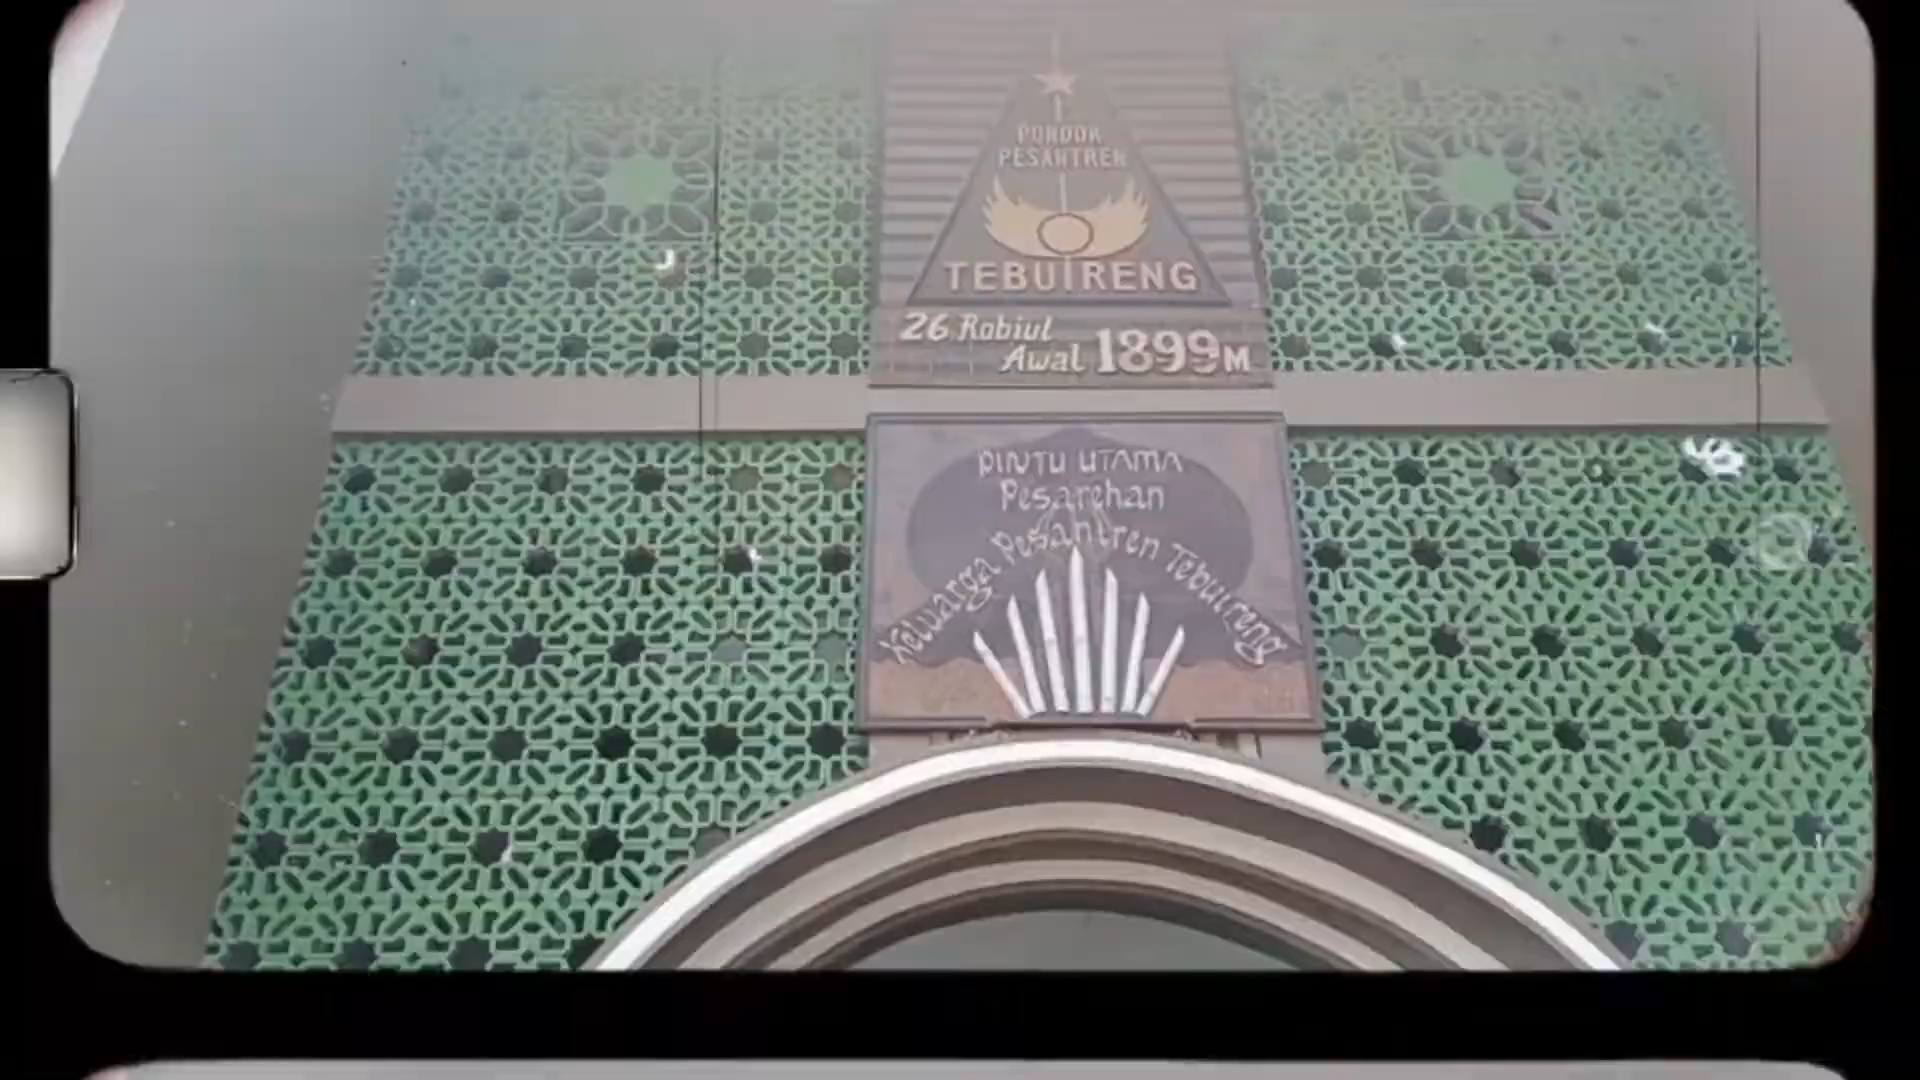 PONDOK
PESANTREN
TEBUIRENG
26 Robiul
Awal 1899M
PINTU UTAMA
Pesarehan
Keluarga Pesantren Tebuireng